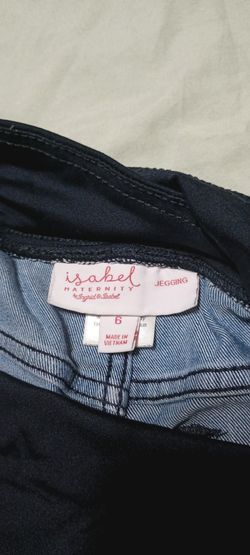 isabel
MATERNITY
by Ingrid & Isabel
JEGGING
6
MADE IN
VIETNAM